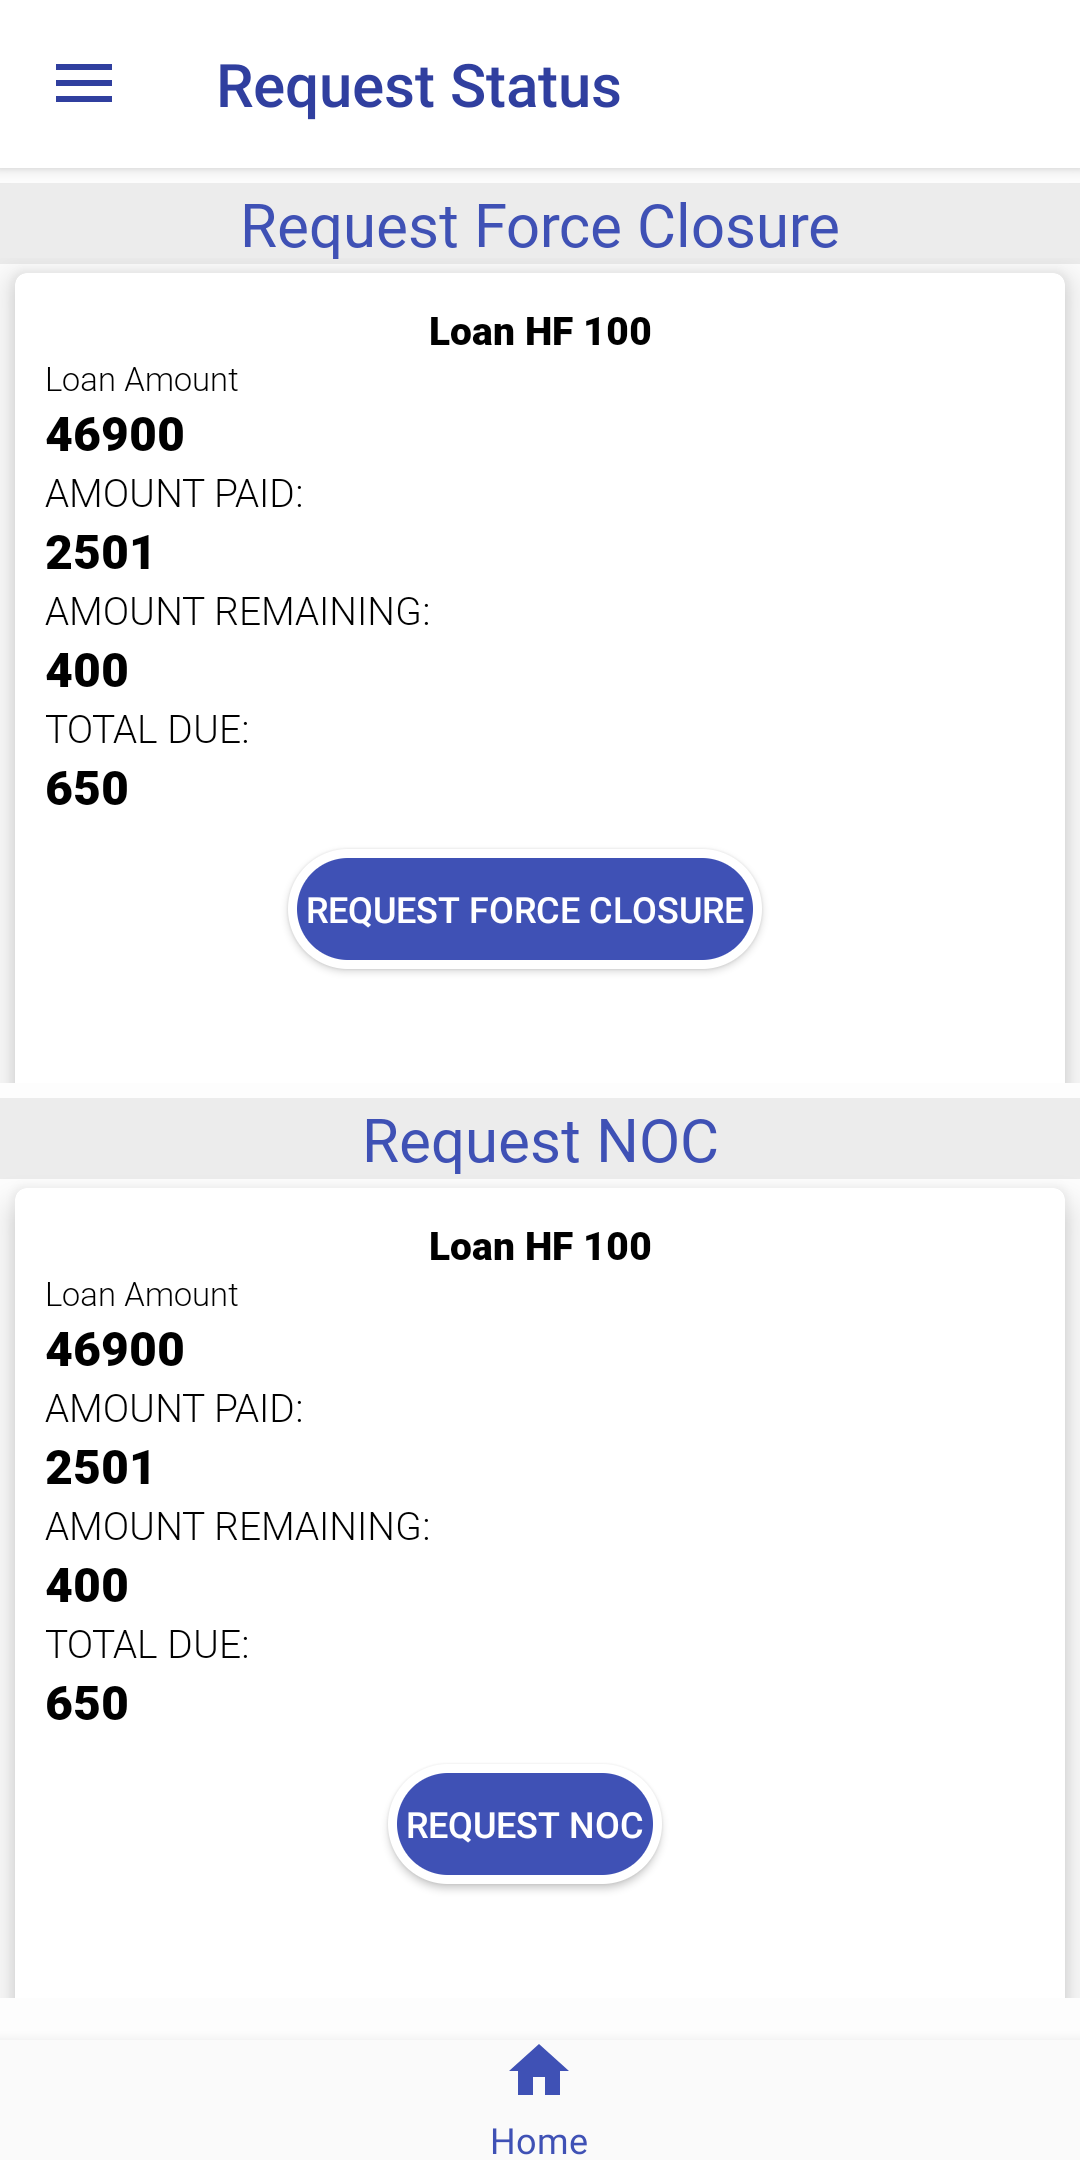 Request Status
Request Force Closure
Loan HF 100
Loan Amount
46900
AMOUNT PAID:
2501
AMOUNT REMAINING:
400
TOTAL DUE:
650
REQUEST FORCE CLOSURE
Request NOC
Loan HF 100
Loan Amount
46900
AMOUNT PAID:
2501
AMOUNT REMAINING:
400
TOTAL DUE:
650
REQUEST NOC
Home